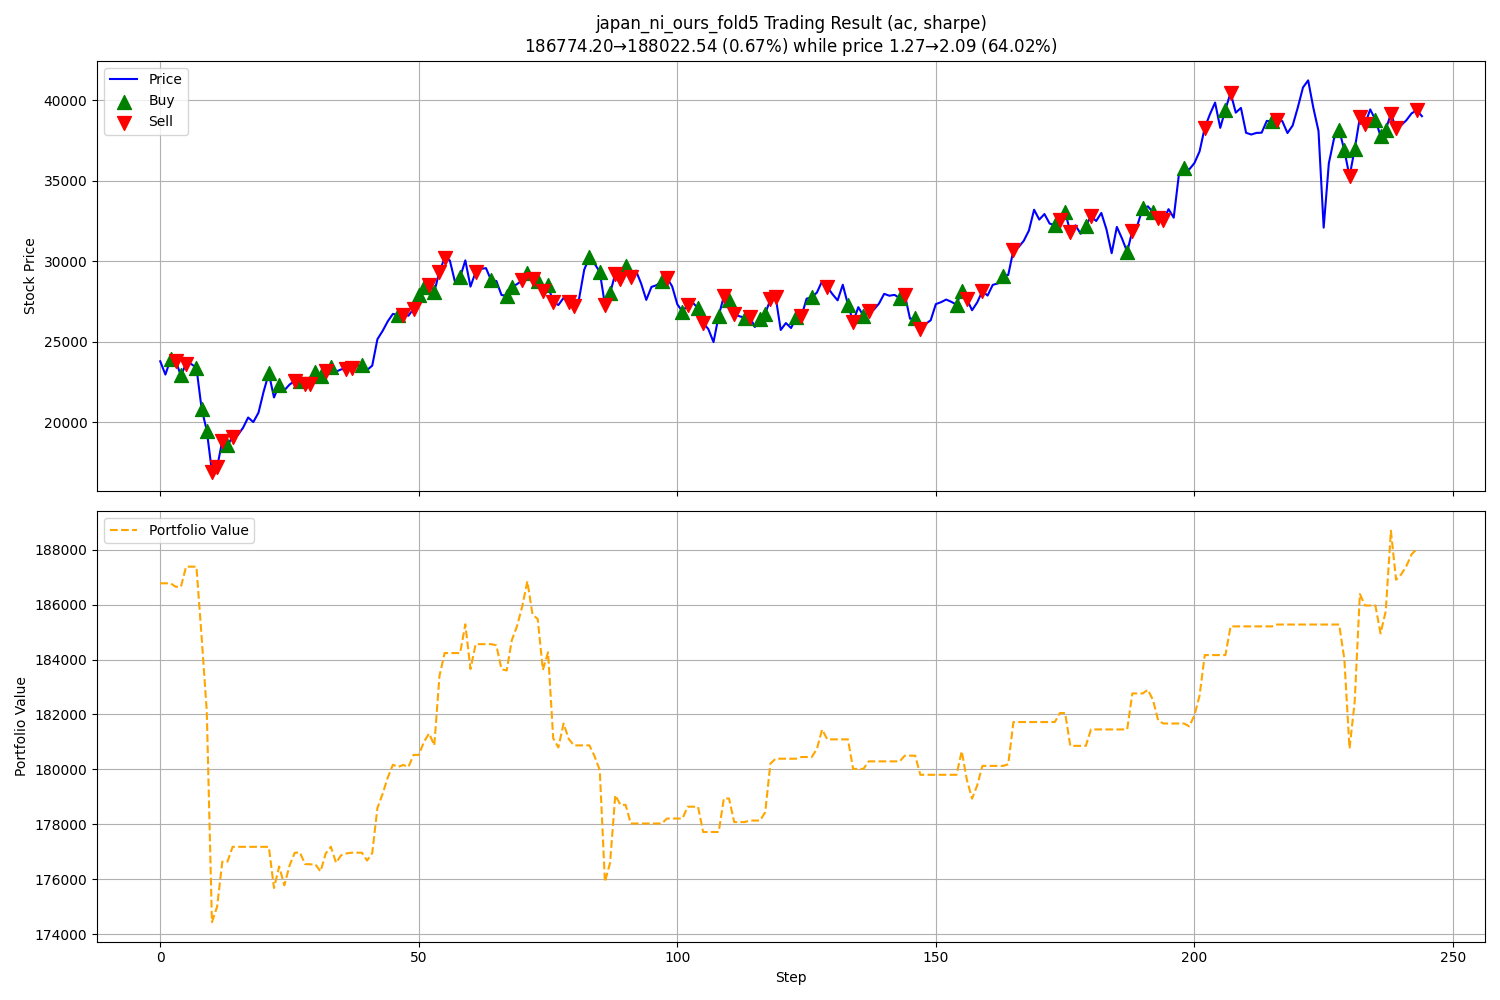 japan_ni_ours_fold5 Trading Result (ac, sharpe)
186774.20→188022.54 (0.67%) while price 1.27→2.09 (64.02%)
Price
Buy
Sell
Stock Price
40000
35000
30000
25000
20000
Portfolio Value
Portfolio Value
188000
186000
184000
182000
180000
178000
176000
174000
0
50
100
150
200
250
Step